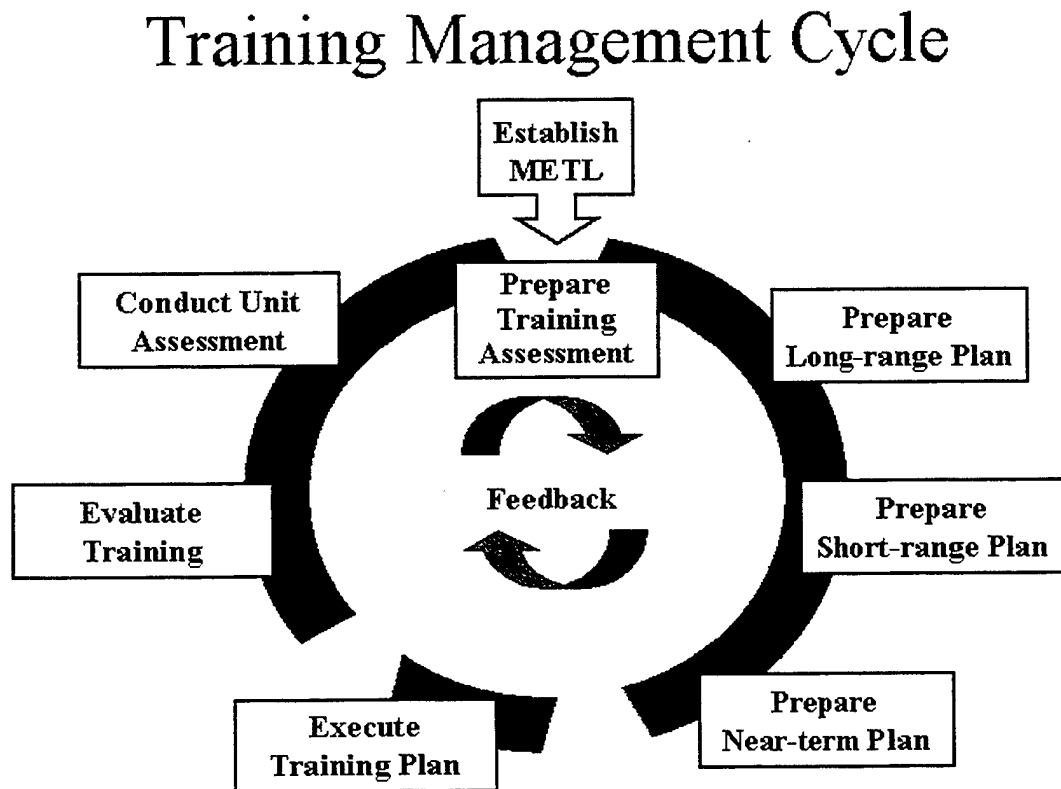 Training Management Cycle
Establish
METL
Prepare
Training
Assessment
Prepare
Long-range Plan
Prepare
Short-range Plan
Prepare
Near-term Plan
Execute
Training Plan
Evaluate
Training
Conduct Unit
Assessment
Feedback